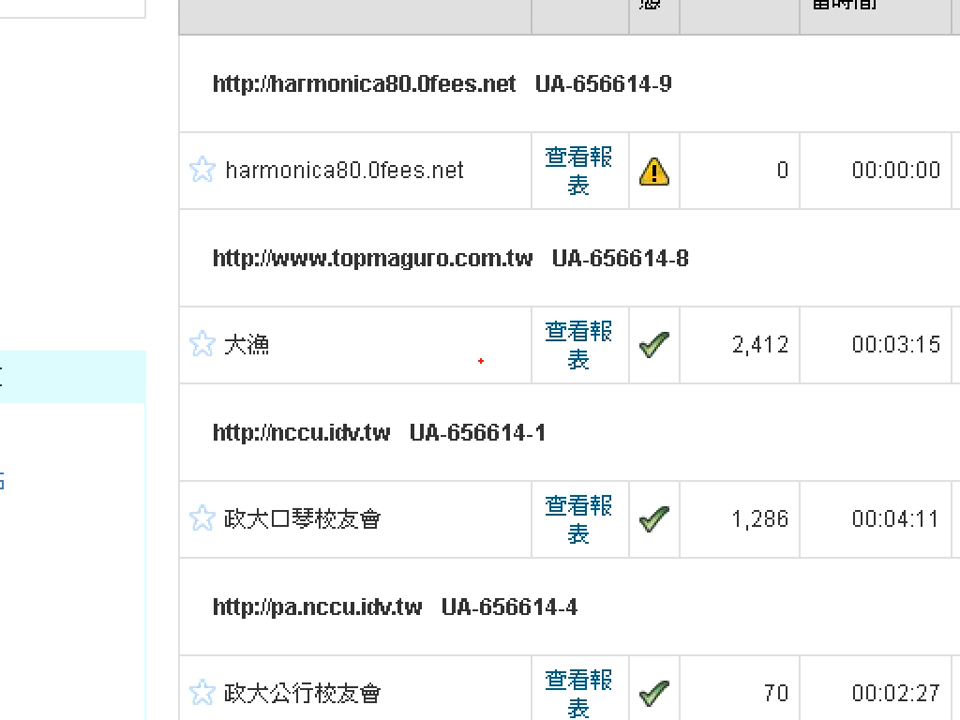 http://harmonica80.0fees.net UA-656614-9
harmonica80.0fees.net 查看報表 0 00:00:00
http://www.topmaguro.com.tw UA-656614-8
大漁 查看報表 2,412 00:03:15
http://nccu.idv.tw UA-656614-1
政大口琴校友會 查看報表 1,286 00:04:11
http://pa.nccu.idv.tw UA-656614-4
政大公行校友會 查看報表 70 00:02:27